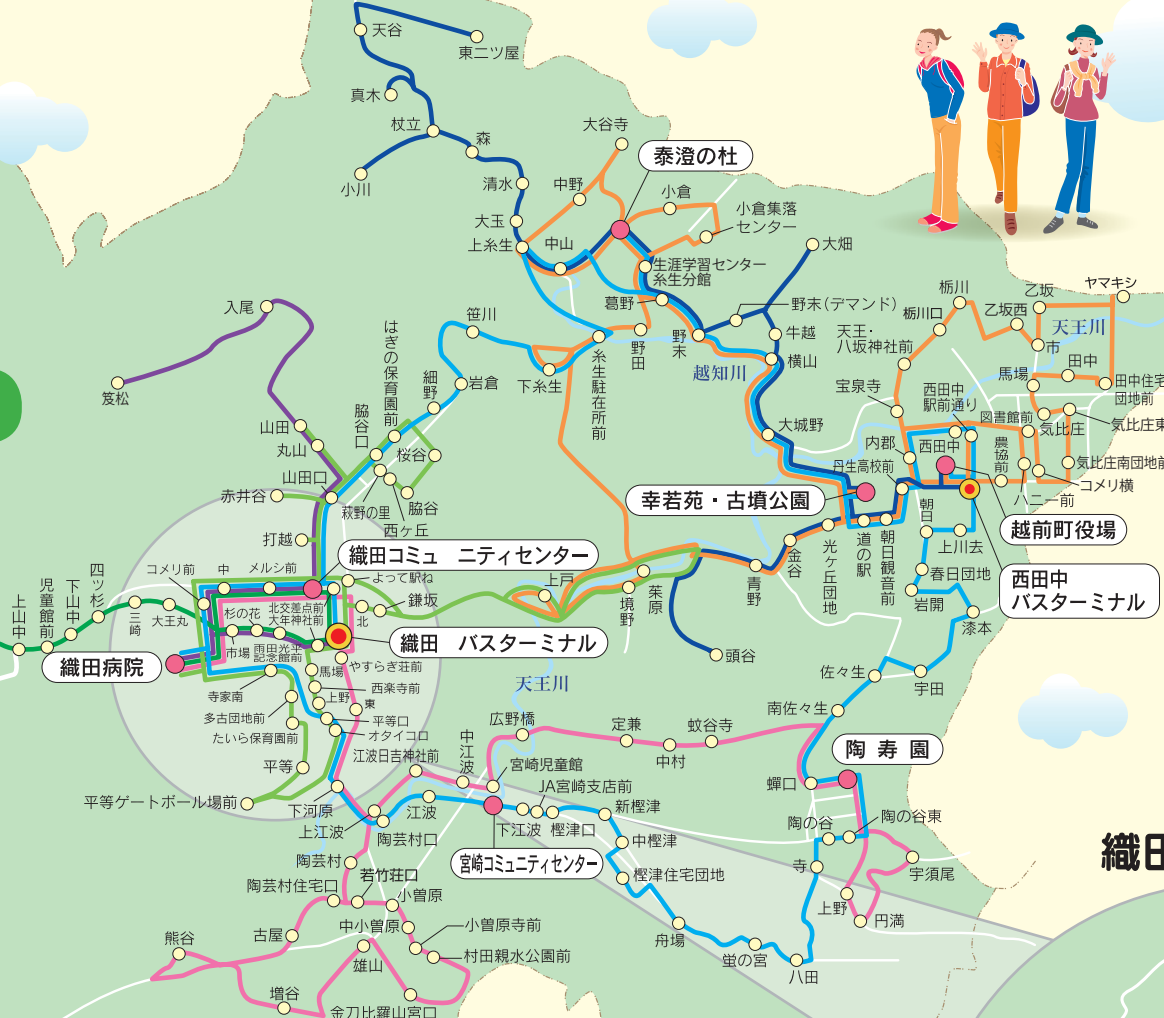 天谷
東二ツ屋
真木
杖立
森
小川
清水
大玉
上糸生
大谷寺
泰澄の杜
中野
小倉
小倉集落
センター
中山
生涯学習センター
糸生分館
大畑
葛野
野末(デマンド)
牛越
横山
野末
野田
越知川
大城野
入尾
笈松
笹川
はぎの保育園前
細野
岩倉
下糸生
糸生駐在所前
脇谷口
桜谷
山田
丸山
山田口
赤井谷
萩野の里
脇谷
西ケ丘
打越
ヤマキシ
乙坂
栃川
乙坂西
栃川口
天王川
天王・
八坂神社前
市
田中
馬場
田中住宅
団地前
宝泉寺
西田中
駅前通り
図書館前
気比庄
気比庄東
内郡
西田中
農協前
気比庄南団地前
丹生高校前
コメリ横
ハニー前
幸若苑・古墳公園
越前町役場
朝日
上川去
道の駅
朝日観音前
光ケ丘団地
金谷
青野
春日団地
岩開
漆本
西田中
バスターミナル
佐々生
宇田
南佐々生
頭谷
茱原
境野
上戸
織田コミュ ニティセンター
よって駅ね
鎌坂
北
コメリ前
中
メルシ前
四ツ杉
下山中
児童館前
上山中
三崎
大王丸
杉の花
北交差点前
大年神社前
市場
雨田光平
記念館前
織田 バスターミナル
織田病院
やすらぎ荘前
馬場
西楽寺前
寺家南
上野
東
多古団地前
平等口
オタイコロ
たいら保育園前
平等
平等ゲートボール場前
江波日吉神社前
下河原
上江波
中江波
天王川
広野橋
定兼
中村
蚊谷寺
宮崎児童館
JA宮崎支店前
新樫津
江波
下江波
樫津口
陶芸村口
中樫津
宮崎コミュニティセンター
樫津住宅団地
陶芸村
若竹荘口
陶芸村住宅口
小曽原
中小曽原
小曽原寺前
村田親水公園前
古屋
雄山
熊谷
増谷
金刀比羅山宮口
舟場
蛍の宮
八田
陶 寿 園
蟬口
陶の谷
陶の谷東
寺
宇須尾
上野
円満
織田